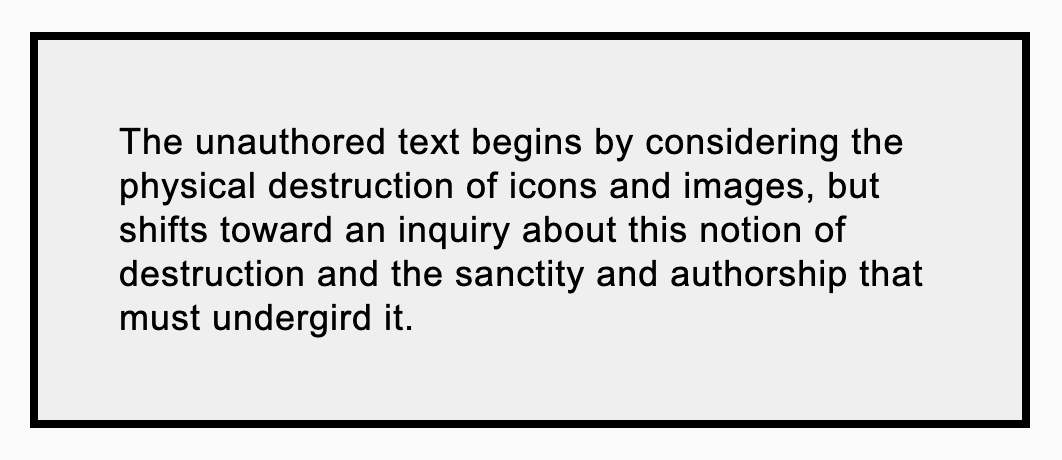 The unauthored text begins by considering the
physical destruction of icons and images, but
shifts toward an inquiry about this notion of
destruction and the sanctity and authorship that
must undergird it.